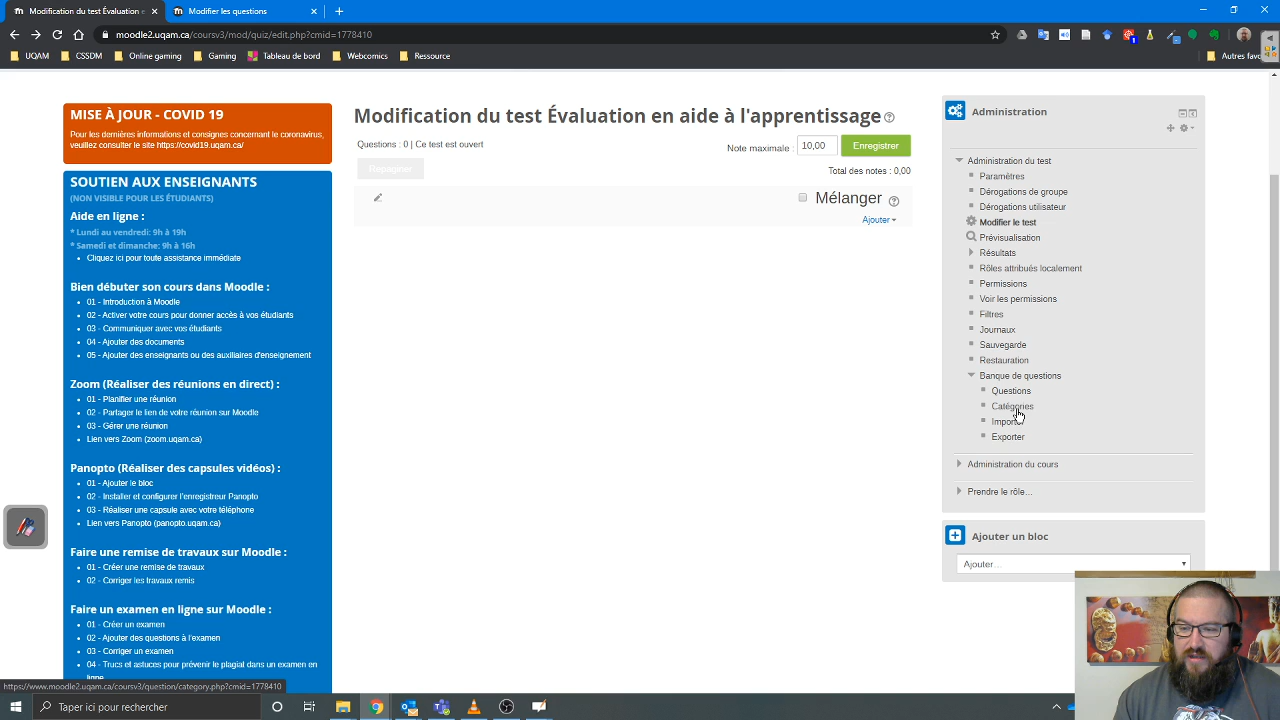 Modification du test Évaluation e
Modifier les questions
moodle2.uqam.ca/coursv3/mod/quiz/edit.php?cmid=1778410
UQAM
CSSDM
Online gaming
Gaming
Tableau de bord
Webcomics
Ressource
Autres favo
MISE À JOUR - COVID 19
Pour les dernières informations et consignes concernant le coronavirus,
veuillez consulter le site https://covid19.uqam.ca/
SOUTIEN AUX ENSEIGNANTS
(NON VISIBLE POUR LES ÉTUDIANTS)
Aide en ligne :
* Lundi au vendredi: 9h à 19h
* Samedi et dimanche: 9h à 16h
Cliquez ici pour toute assistance immédiate
Bien débuter son cours dans Moodle :
01 - Introduction à Moodle
02 - Activer votre cours pour donner accès à vos étudiants
03 - Communiquer avec vos étudiants
04 - Ajouter des documents
05 - Ajouter des enseignants ou des auxiliaires d'enseignement
Zoom (Réaliser des réunions en direct) :
01 - Planifier une réunion
02 - Partager le lien de votre réunion sur Moodle
03 - Gérer une réunion
Lien vers Zoom (zoom.uqam.ca)
Panopto (Réaliser des capsules vidéos) :
01 - Ajouter le bloc
02 - Installer et configurer l'enregistreur Panopto
03 - Réaliser une capsule avec votre téléphone
Lien vers Panopto (panopto.uqam.ca)
Faire une remise de travaux sur Moodle :
01 - Créer une remise de travaux
02 - Corriger les travaux remis
Faire un examen en ligne sur Moodle :
01 - Créer un examen
02 - Ajouter des questions à l'examen
03 - Corriger un examen
04 - Trucs et astuces pour prévenir le plagiat dans un examen en
ligne
Modification du test Évaluation en aide à l'apprentissage
Questions : 0 | Ce test est ouvert
Note maximale : 10,00 Enregistrer
Repaginer
Total des notes : 0,00
Mélanger
Ajouter
Administration
Administration du test
Paramètres
Dérogations de groupe
Dérogations utilisateur
Modifier le test
Prévisualisation
Résultats
Rôles attribués localement
Permissions
Voir les permissions
Filtres
Journaux
Sauvegarde
Restauration
Banque de questions
Questions
Catégories
Exporter
Administration du cours
Prendre le rôle...
Ajouter un bloc
Ajouter...
https://www.moodle2.uqam.ca/coursv3/question/category.php?cmid=1778410
Taper ici pour rechercher